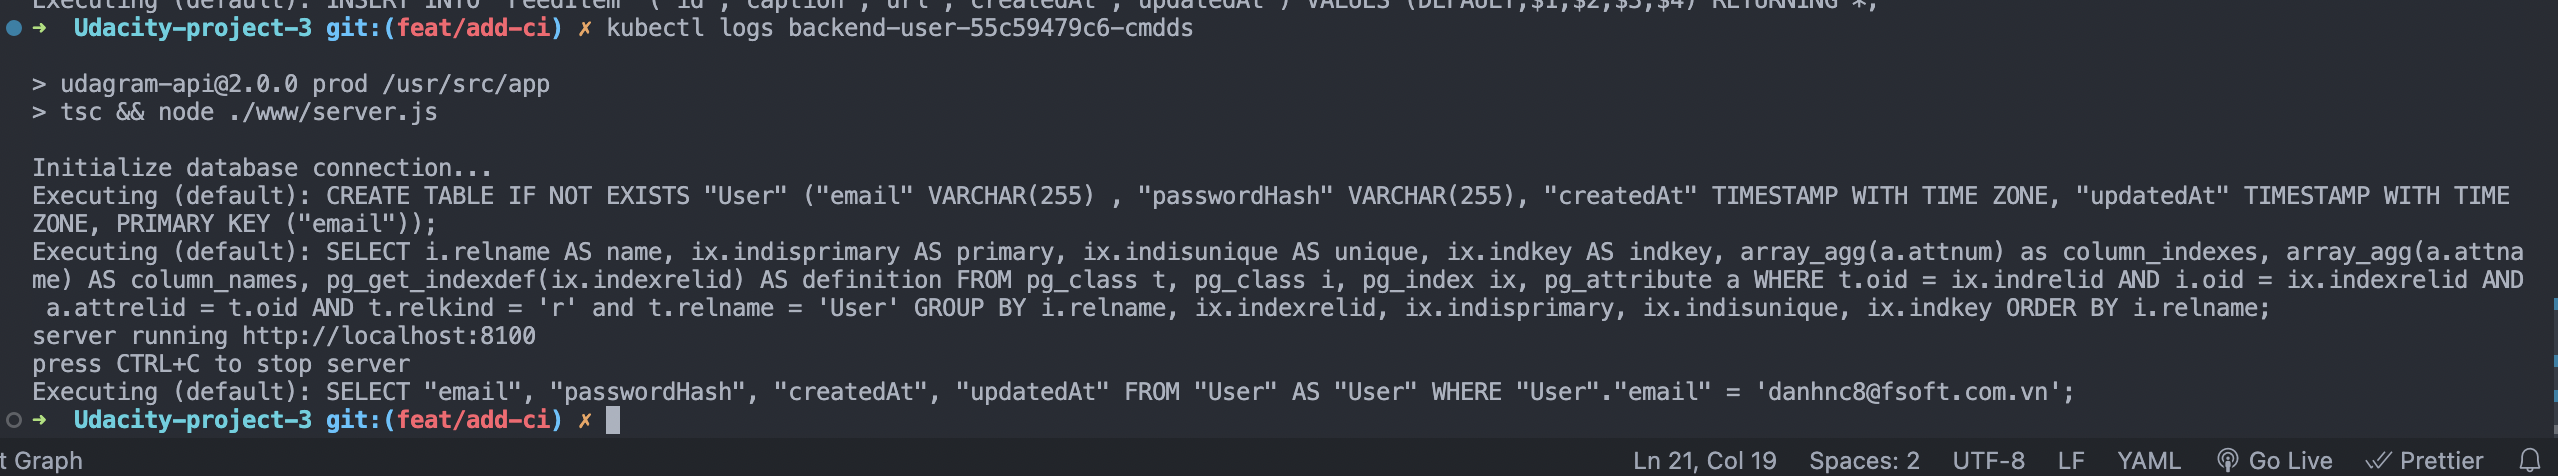 Executing (default): INSERT INTO "FeedItem" ("id","caption","url","createdAt","updatedAt") VALUES (DEFAULT,$1,$2,$3,$4) RETURNING *;
➜ Udacity-project-3 git:(feat/add-ci) ✗ kubectl logs backend-user-55c59479c6-cmdds
> udagram-api@2.0.0 prod /usr/src/app
> tsc && node ./www/server.js
Initialize database connection...
Executing (default): CREATE TABLE IF NOT EXISTS "User" ("email" VARCHAR(255) , "passwordHash" VARCHAR(255), "createdAt" TIMESTAMP WITH TIME ZONE, "updatedAt" TIMESTAMP WITH TIME
ZONE, PRIMARY KEY ("email"));
Executing (default): SELECT i.relname AS name, ix.indisprimary AS primary, ix.indisunique AS unique, ix.indkey AS indkey, array_agg(a.attnum) as column_indexes, array_agg(a.attna
me) AS column_names, pg_get_indexdef(ix.indexrelid) AS definition FROM pg_class t, pg_class i, pg_index ix, pg_attribute a WHERE t.oid = ix.indrelid AND i.oid = ix.indexrelid AND
a.attrelid = t.oid AND t.relkind = 'r' and t.relname = 'User' GROUP BY i.relname, ix.indexrelid, ix.indisprimary, ix.indisunique, ix.indkey ORDER BY i.relname;
server running http://localhost:8100
press CTRL+C to stop server
Executing (default): SELECT "email", "passwordHash", "createdAt", "updatedAt" FROM "User" AS "User" WHERE "User"."email" = 'danhnc8@fsoft.com.vn';
➜ Udacity-project-3 git:(feat/add-ci) ✗
t Graph Ln 21, Col 19 Spaces: 2 UTF-8 LF YAML Go Live Prettier